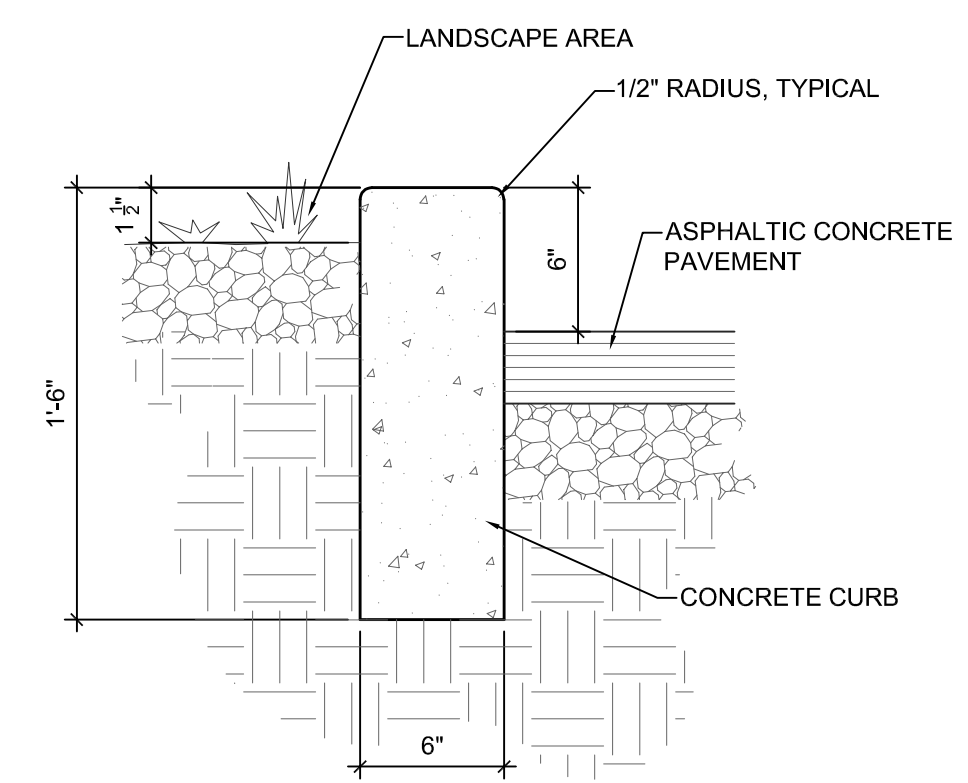 LANDSCAPE AREA
1/2" RADIUS, TYPICAL
1 1/2"
6"
ASPHALTIC CONCRETE
PAVEMENT
1'-6"
CONCRETE CURB
6"